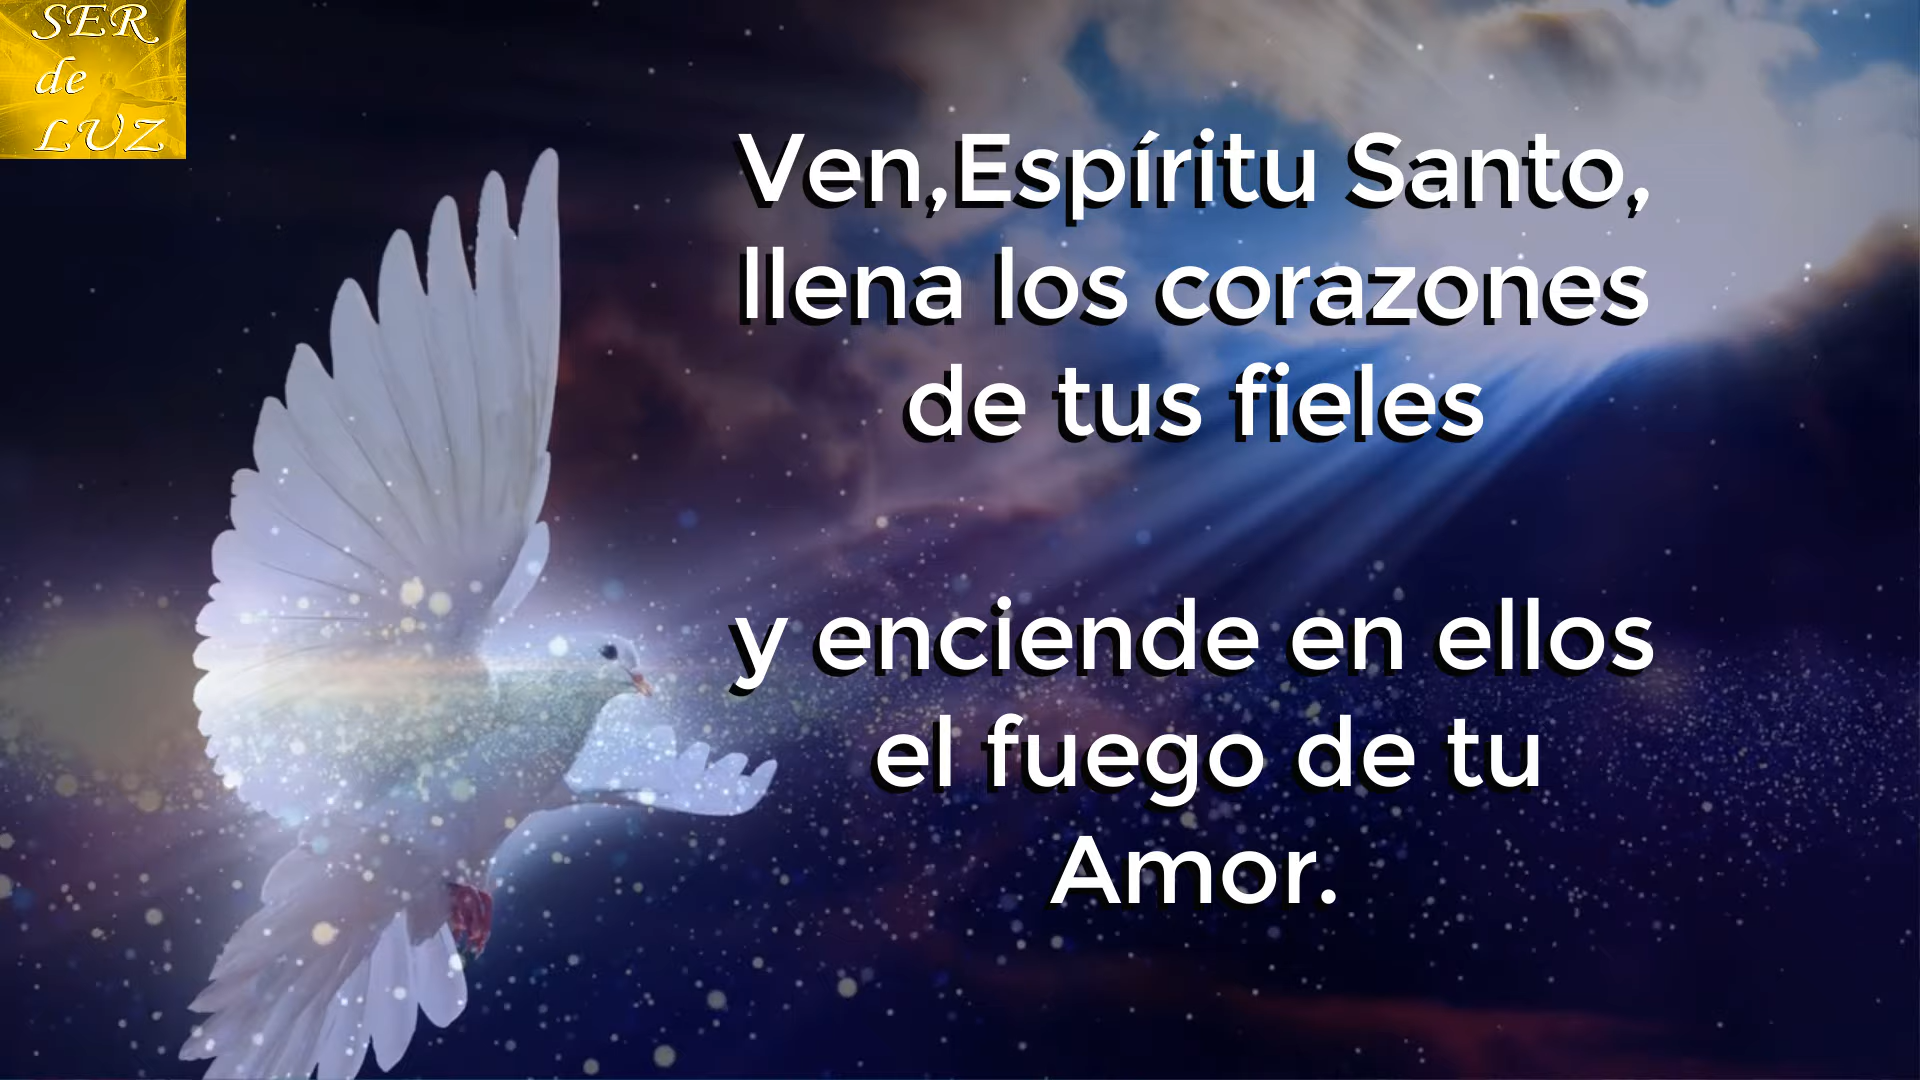 SER
de
LUZ
Ven,Espíritu Santo,
llena los corazones
de tus fieles
y enciende en ellos
el fuego de tu
Amor.